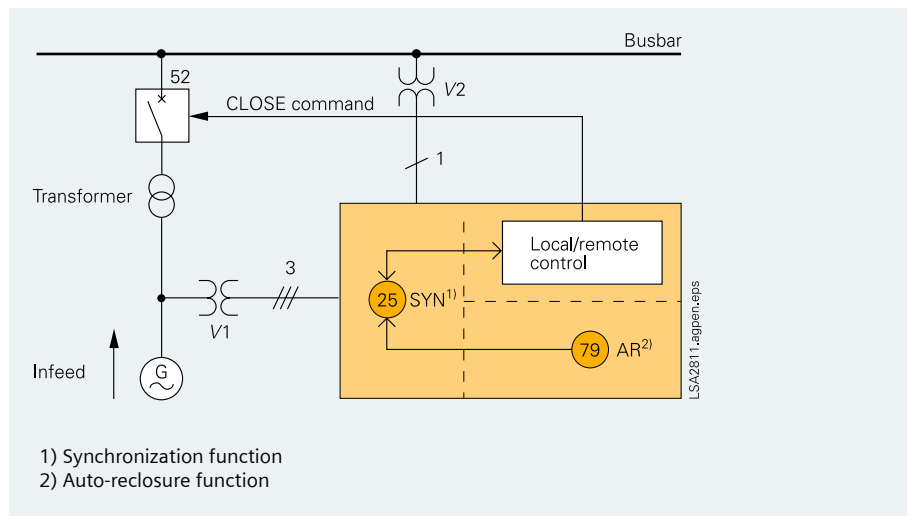 Busbar
52
V2
CLOSE command
1
Transformer
Local/remote
control
3
25 SYN1)
V1
79 AR2)
Infeed
G
LSA2811.agpen.eps
1) Synchronization function
2) Auto-reclosure function